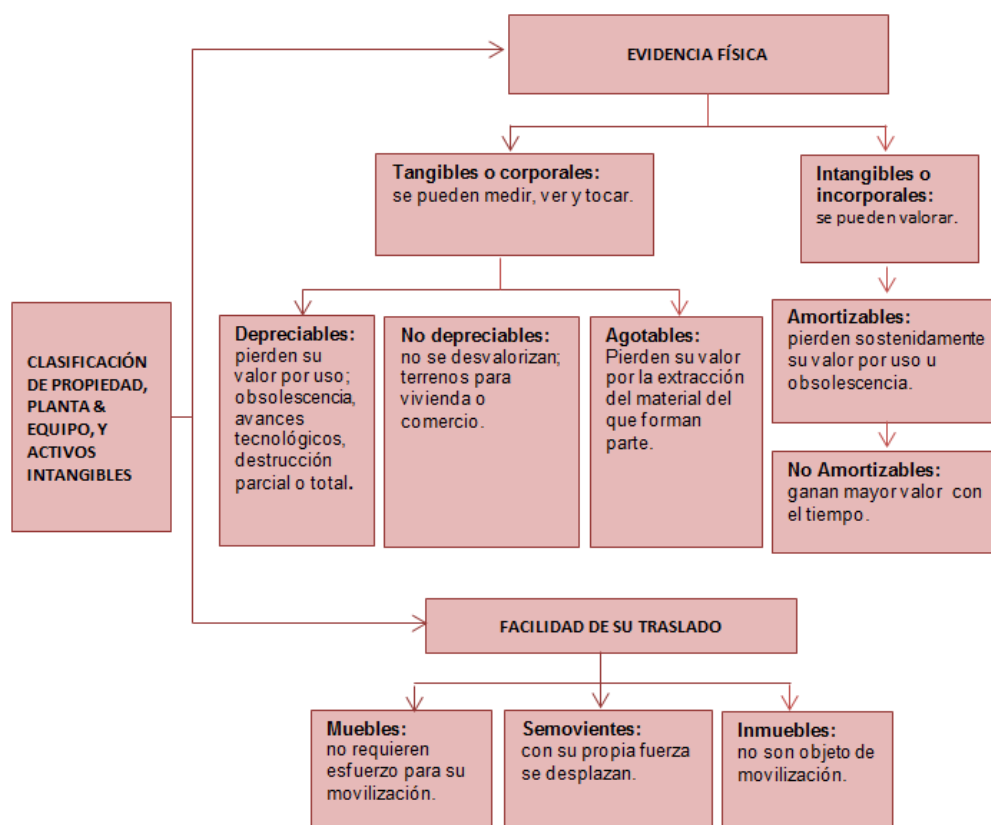 EVIDENCIA FÍSICA
Tangibles o corporales:
se pueden medir, ver y tocar.
Intangibles o
incorporales:
se pueden valorar.
CLASIFICACIÓN
DE PROPIEDAD,
PLANTA &
EQUIPO, Y
ACTIVOS
INTANGIBLES
Depreciables:
pierden su
valor por uso;
obsolescencia,
avances
tecnológicos,
destrucción
parcial o total.
No depreciables:
no se desvalorizan;
terrenos para
vivienda o
comercio.
Agotables:
Pierden su valor
por la extracción
del material del
que forman
parte.
Amortizables:
pierden sostenidamente
su valor por uso u
obsolescencia.
No Amortizables:
ganan mayor valor con
el tiempo.
FACILIDAD DE SU TRASLADO
Muebles:
no requieren
esfuerzo para su
movilización.
Semovientes:
con su propia fuerza
se desplazan.
Inmuebles:
no son objeto de
movilización.